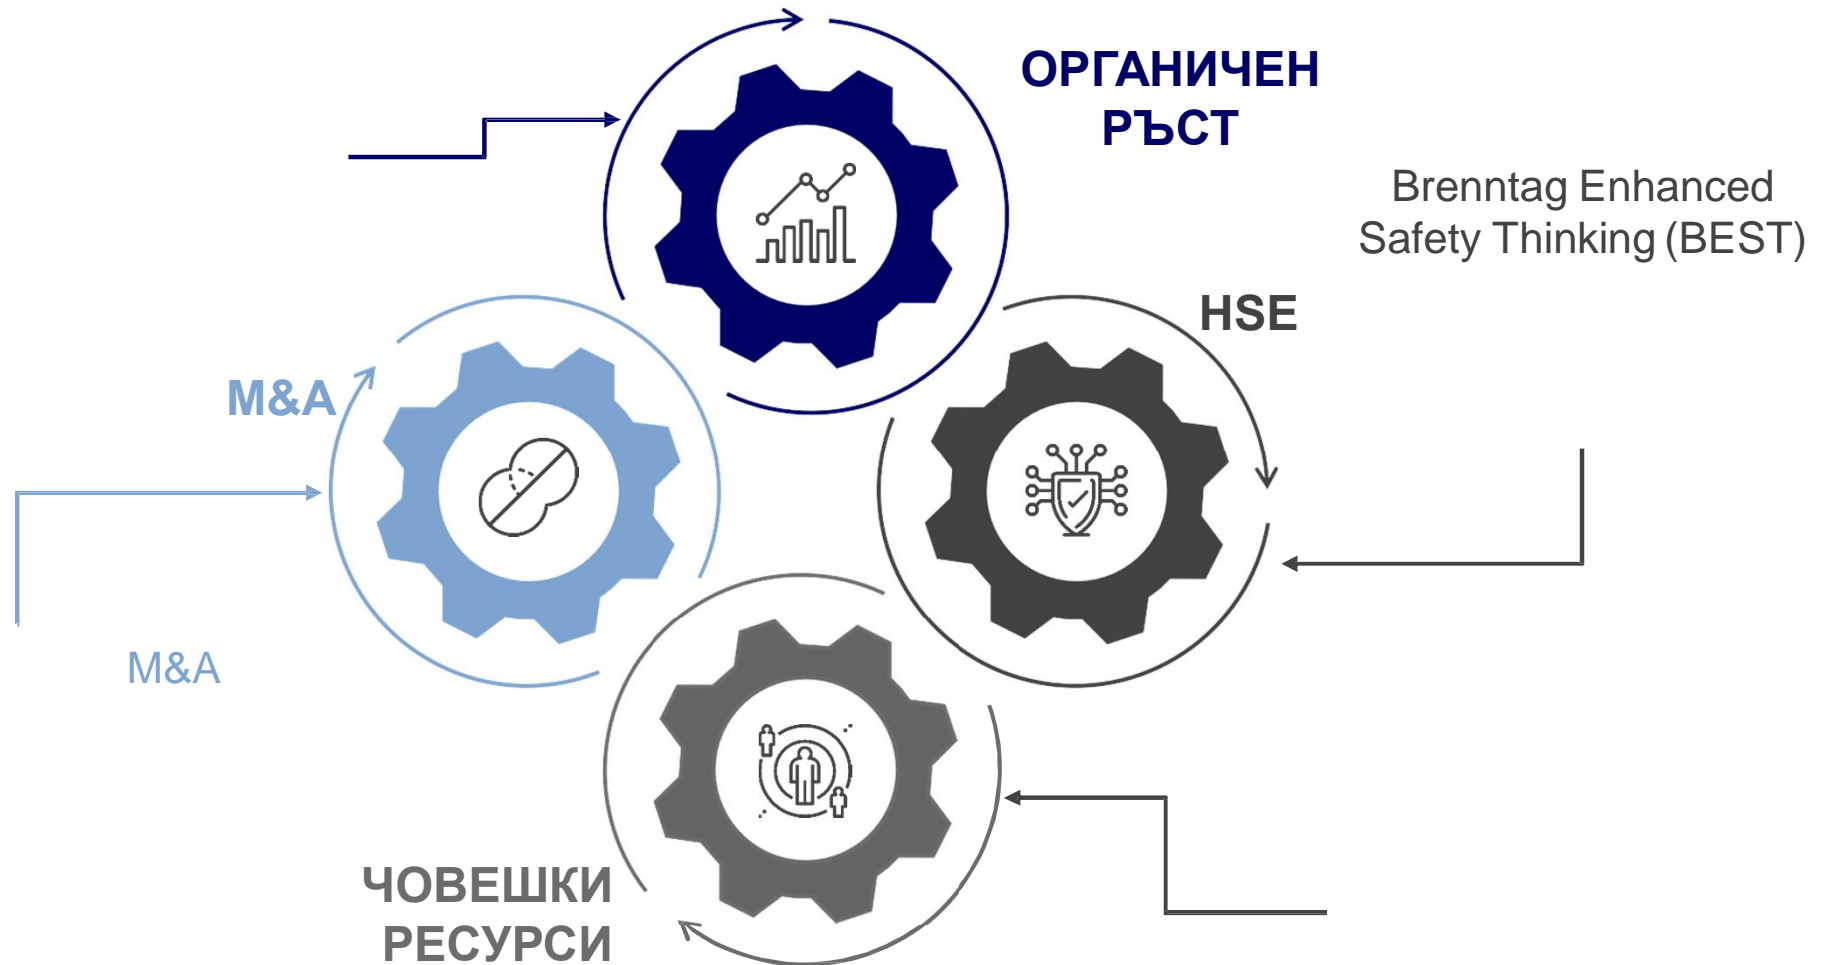 ОРГАНИЧЕН
РЪСТ
Brenntag Enhanced
Safety Thinking (BEST)
HSE
M&A
M&A
ЧОВЕШКИ
РЕСУРСИ